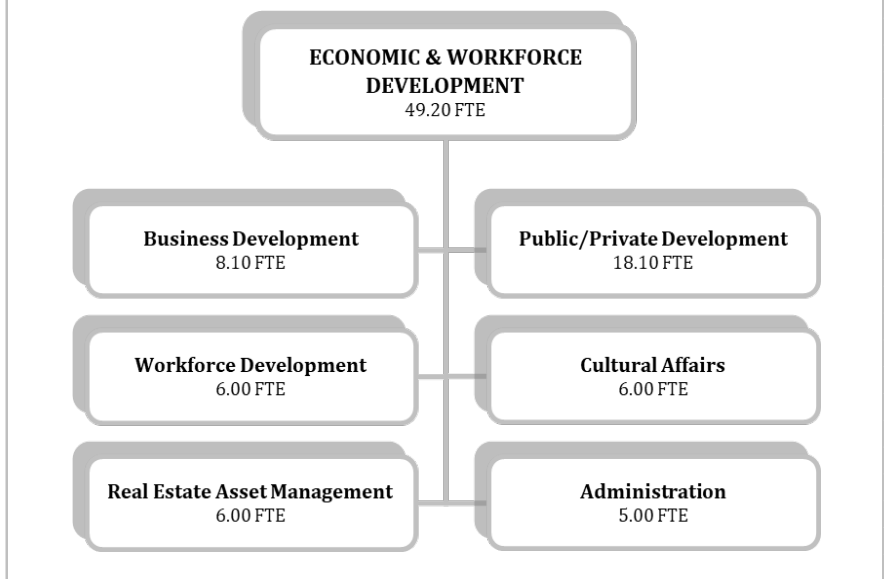 ECONOMIC & WORKFORCE
DEVELOPMENT
49.20 FTE
Business Development
8.10 FTE
Public/Private Development
18.10 FTE
Workforce Development
6.00 FTE
Cultural Affairs
6.00 FTE
Real Estate Asset Management
6.00 FTE
Administration
5.00 FTE